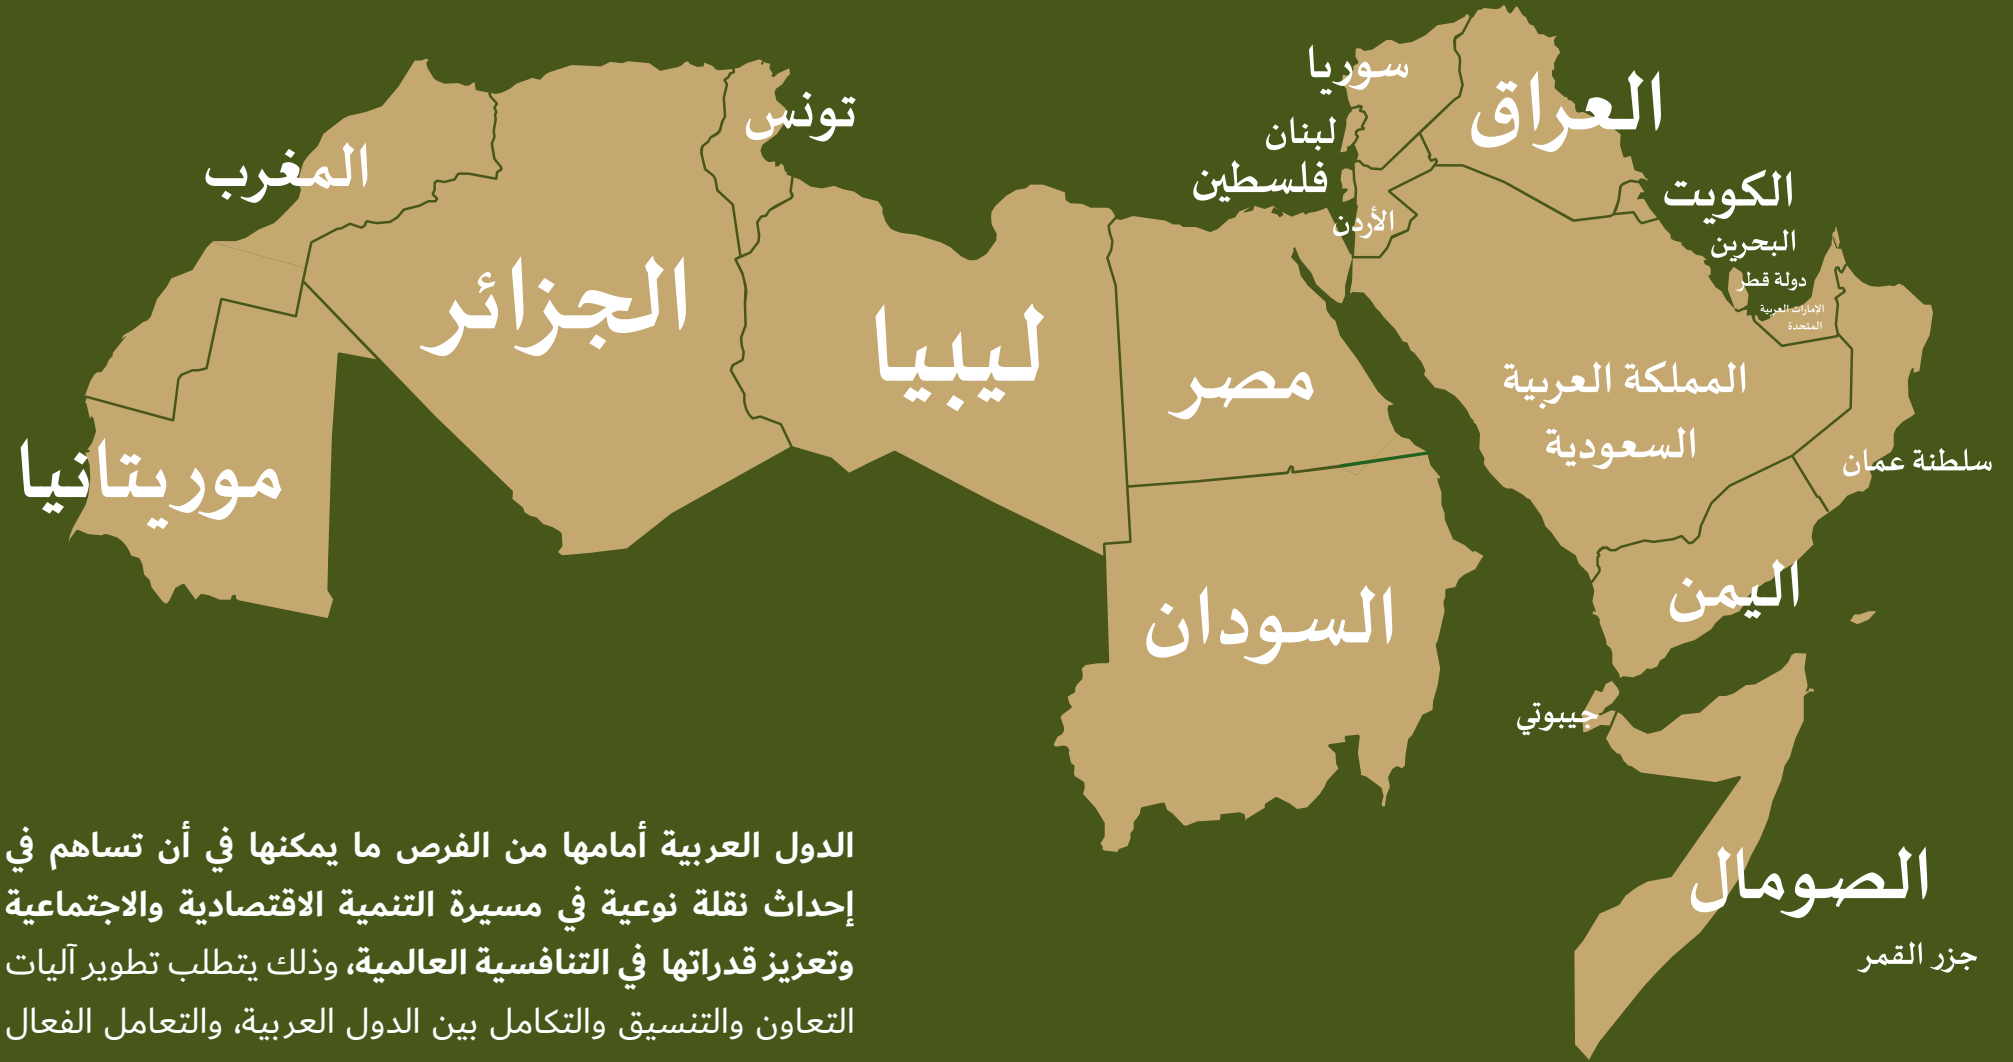 سوريا
العراق
تونس
لبنان
المغرب
فلسطين
الكويت
الأردن
البحرين
دولة قطر
الجزائر
الإمارات العربية
المتحدة
ليبيا
مصر
المملكة العربية
السعودية
سلطنة عمان
موريتانيا
اليمن
السودان
جيبوتي
الصومال
جزر القمر
الدول العربية أمامها من الفرص ما يمكنها في أن تساهم في
إحداث نقلة نوعية في مسيرة التنمية الاقتصادية والاجتماعية
وتعزيز قدراتها في التنافسية العالمية، وذلك يتطلب تطوير آليات
التعاون والتنسيق والتكامل بين الدول العربية، والتعامل الفعال